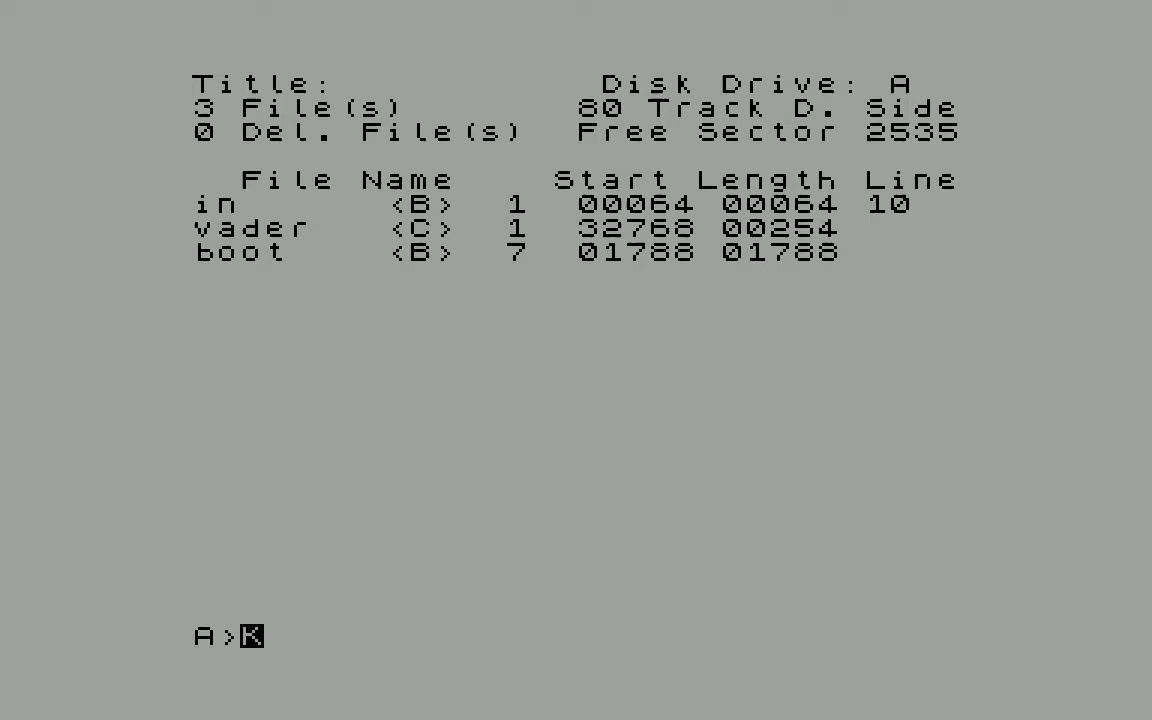 Title: Disk Drive: A
3 File(s) 80 Track D. Side
0 Del. File(s) Free Sector 2535
File Name Start Length Line
in <B> 1 00064 00064 10
vader <C> 1 32768 00254
boot <B> 7 01788 01788
A>K